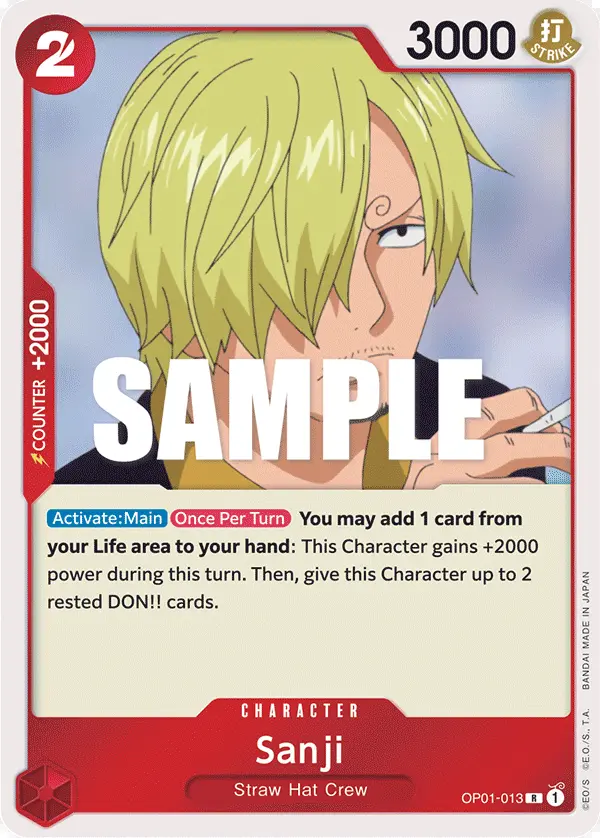 2
3000 打
STRIKE
⚡COUNTER +2000
SAMPLE
Activate:Main Once Per Turn You may add 1 card from
your Life area to your hand: This Character gains +2000
power during this turn. Then, give this Character up to 2
rested DON!! cards.
CHARACTER
Sanji
Straw Hat Crew
OP01-013 R 1
©E.O/S ©E.O./S., T.A. BANDAI MADE IN JAPAN